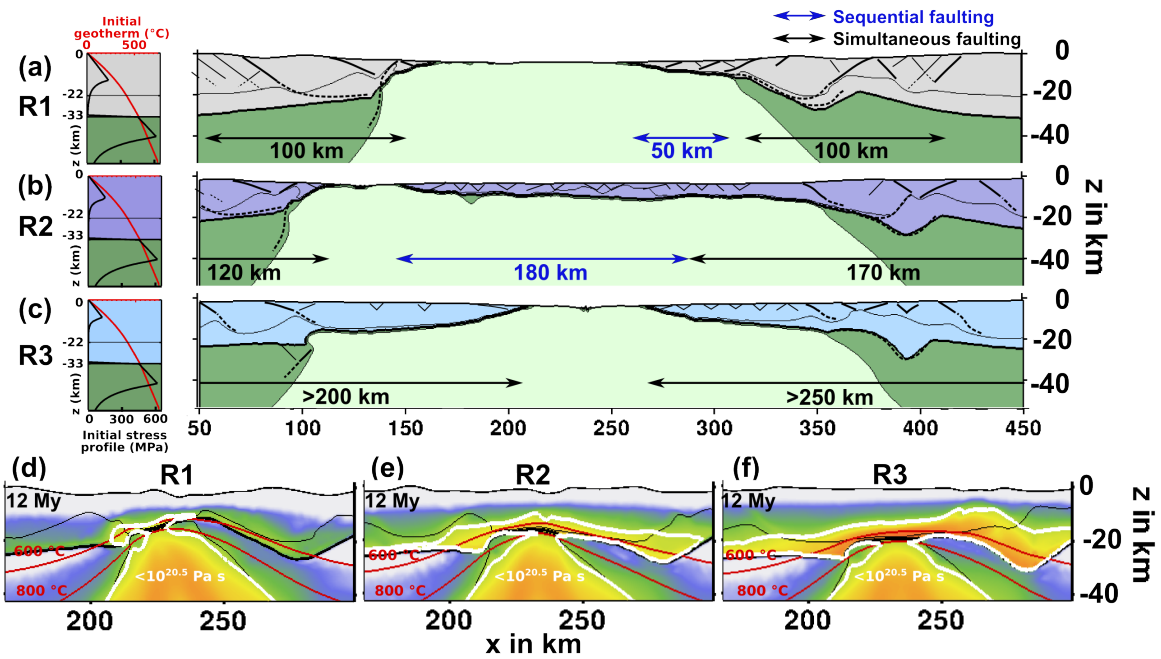 Initial
geotherm (°C)
0 500
Sequential faulting
Simultaneous faulting
(a)
R1
0
-22
-33
z (km)
100 km
50 km
100 km
0
-20
-40
(b)
R2
0
-22
-33
z (km)
120 km
180 km
170 km
0
-20
-40
z in km
(c)
R3
0
-22
-33
z (km)
>200 km
>250 km
0
-20
-40
0 300 600
Initial stress
profile (MPa)
50 100 150 200 250 300 350 400 450
(d) R1
12 My
600 °C
800 °C
<10^20.5 Pa s
200 250
(e) R2
12 My
600 °C
800 °C
<10^20.5 Pa s
200 250
(f) R3
12 My
600 °C
800 °C
<10^20.5 Pa s
200 250
0
-20
-40
z in km
x in km